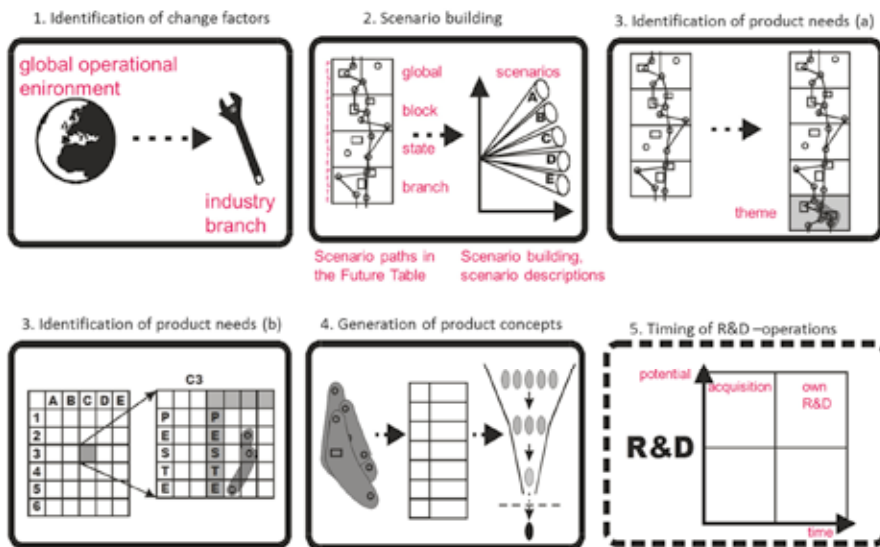 1. Identification of change factors
global operational
enironment
industry
branch
2. Scenario building
global
block
state
branch
scenarios
A
B
C
D
E
Scenario paths in
the Future Table
Scenario building,
scenario descriptions
3. Identification of product needs (a)
theme
3. Identification of product needs (b)
C3
A B C D E
1
2
3
4
5
6
P P
E E
S S
T T
E E
4. Generation of product concepts
5. Timing of R&D –operations
potential
acquisition
own
R&D
R&D
time